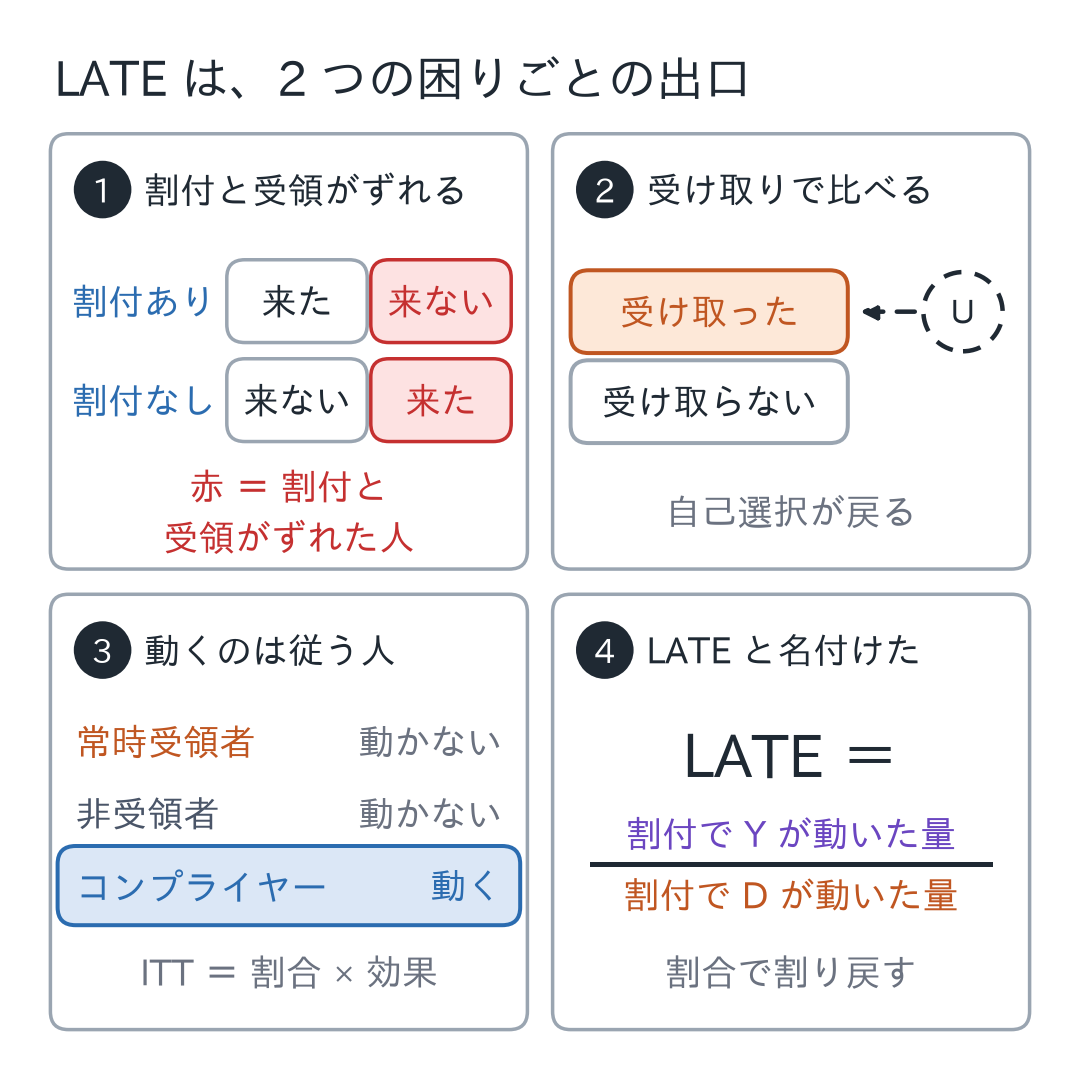 LATE は、2 つの困りごとの出口
1 割付と受領がずれる
割付あり 来た 来ない
割付なし 来ない 来た
赤 = 割付と
受領がずれた人
2 受け取りで比べる
受け取った U
受け取らない
自己選択が戻る
3 動くのは従う人
常時受領者 動かない
非受領者 動かない
コンプライヤー 動く
ITT = 割合 × 効果
4 LATE と名付けた
LATE =
割付で Y が動いた量
割付で D が動いた量
割合で割り戻す